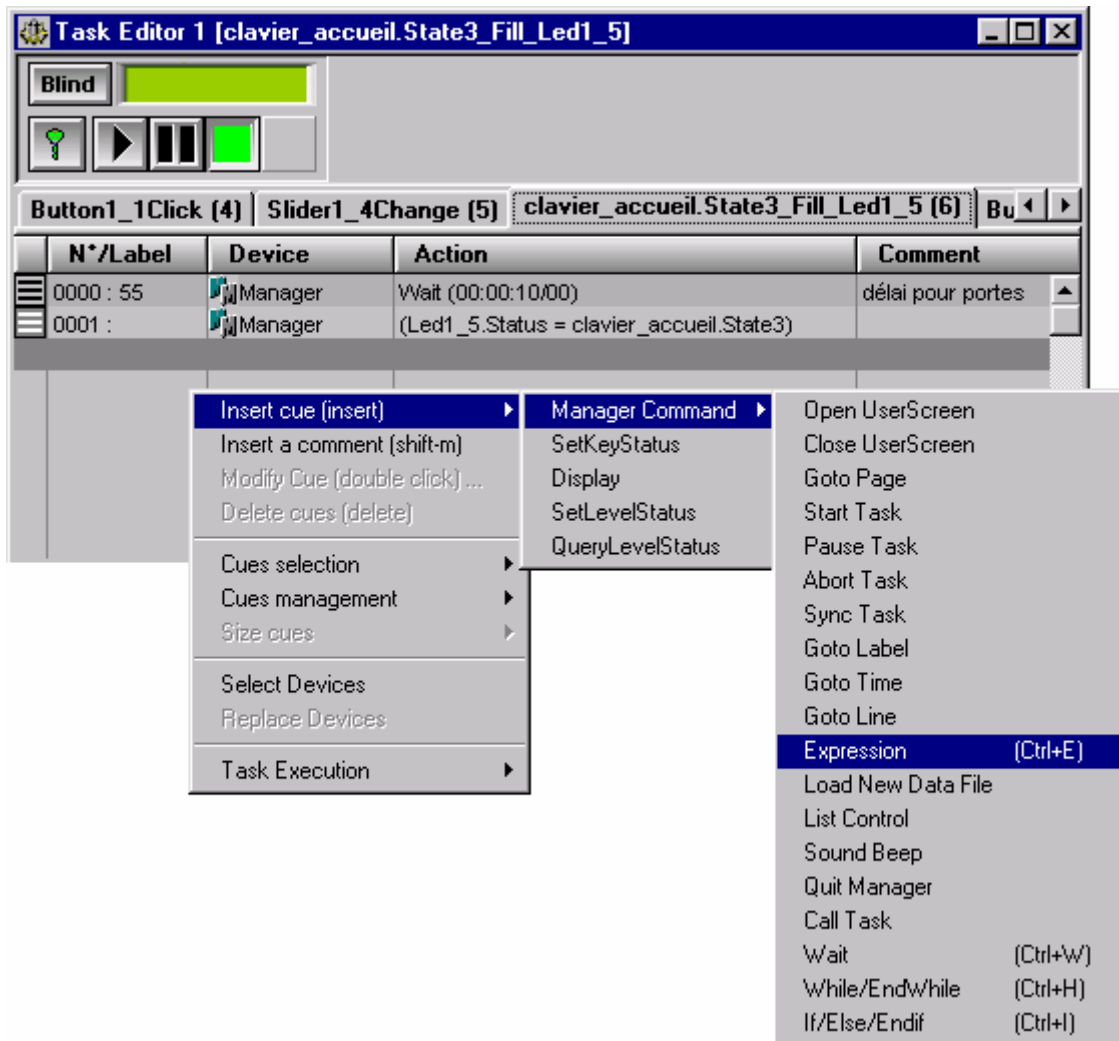 Task Editor 1 [clavier_accueil.State3_Fill_Led1_5]
Blind
Button1_1Click (4) Slider1_4Change (5) clavier_accueil.State3_Fill_Led1_5 (6) Bu
N°/Label Device Action Comment
0000 : 55 Manager Wait (00:00:10/00) délai pour portes
0001 : Manager (Led1_5.Status = clavier_accueil.State3)
Insert cue (insert)
Insert a comment (shift-m)
Modify Cue (double click) ...
Delete cues (delete)
Cues selection
Cues management
Size cues
Select Devices
Replace Devices
Task Execution
Manager Command
SetKeyStatus
Display
SetLevelStatus
QueryLevelStatus
Open UserScreen
Close UserScreen
Goto Page
Start Task
Pause Task
Abort Task
Sync Task
Goto Label
Goto Time
Goto Line
Expression (Ctrl+E)
Load New Data File
List Control
Sound Beep
Quit Manager
Call Task
Wait (Ctrl+W)
While/EndWhile (Ctrl+H)
If/Else/Endif (Ctrl+I)